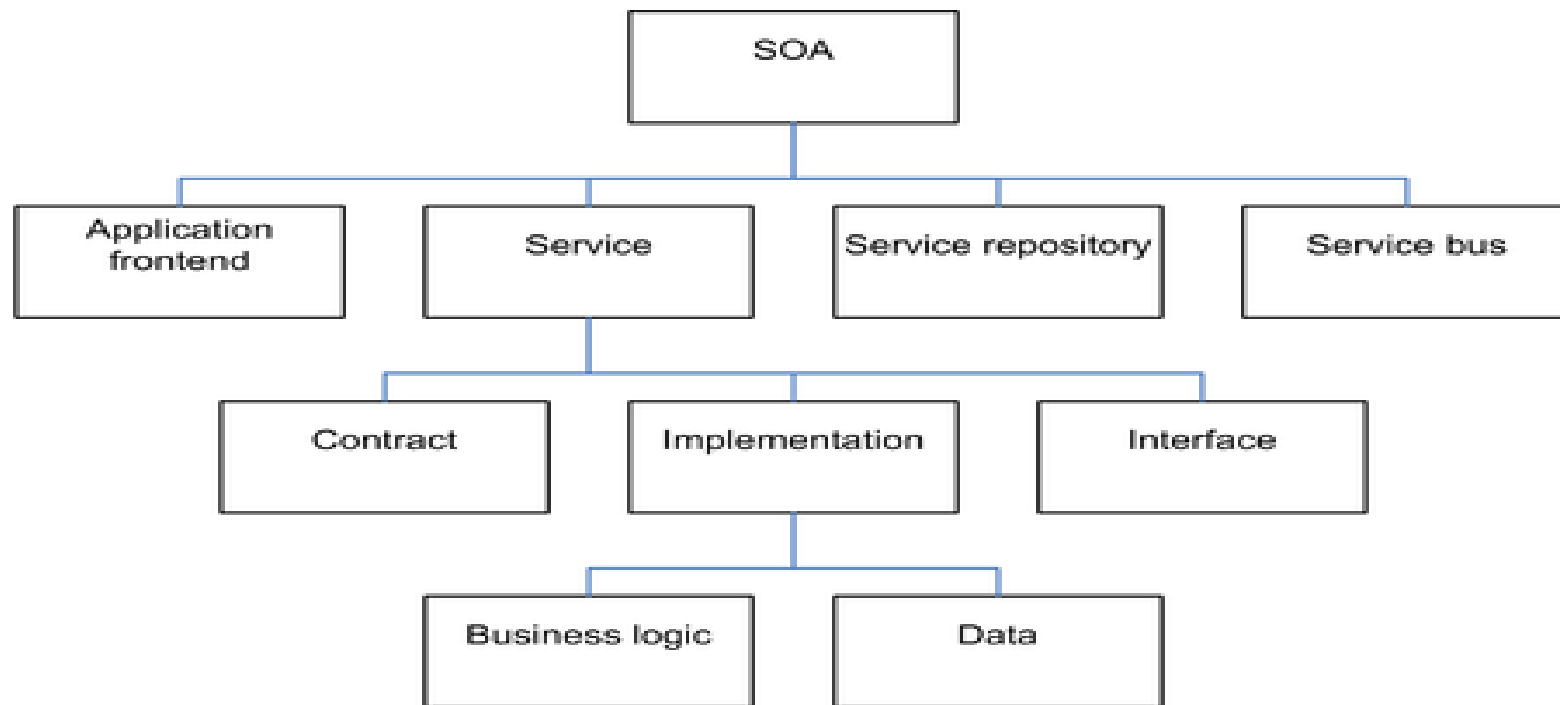 SOA
Application
frontend
Service
Service repository
Service bus
Contract
Implementation
Interface
Business logic
Data